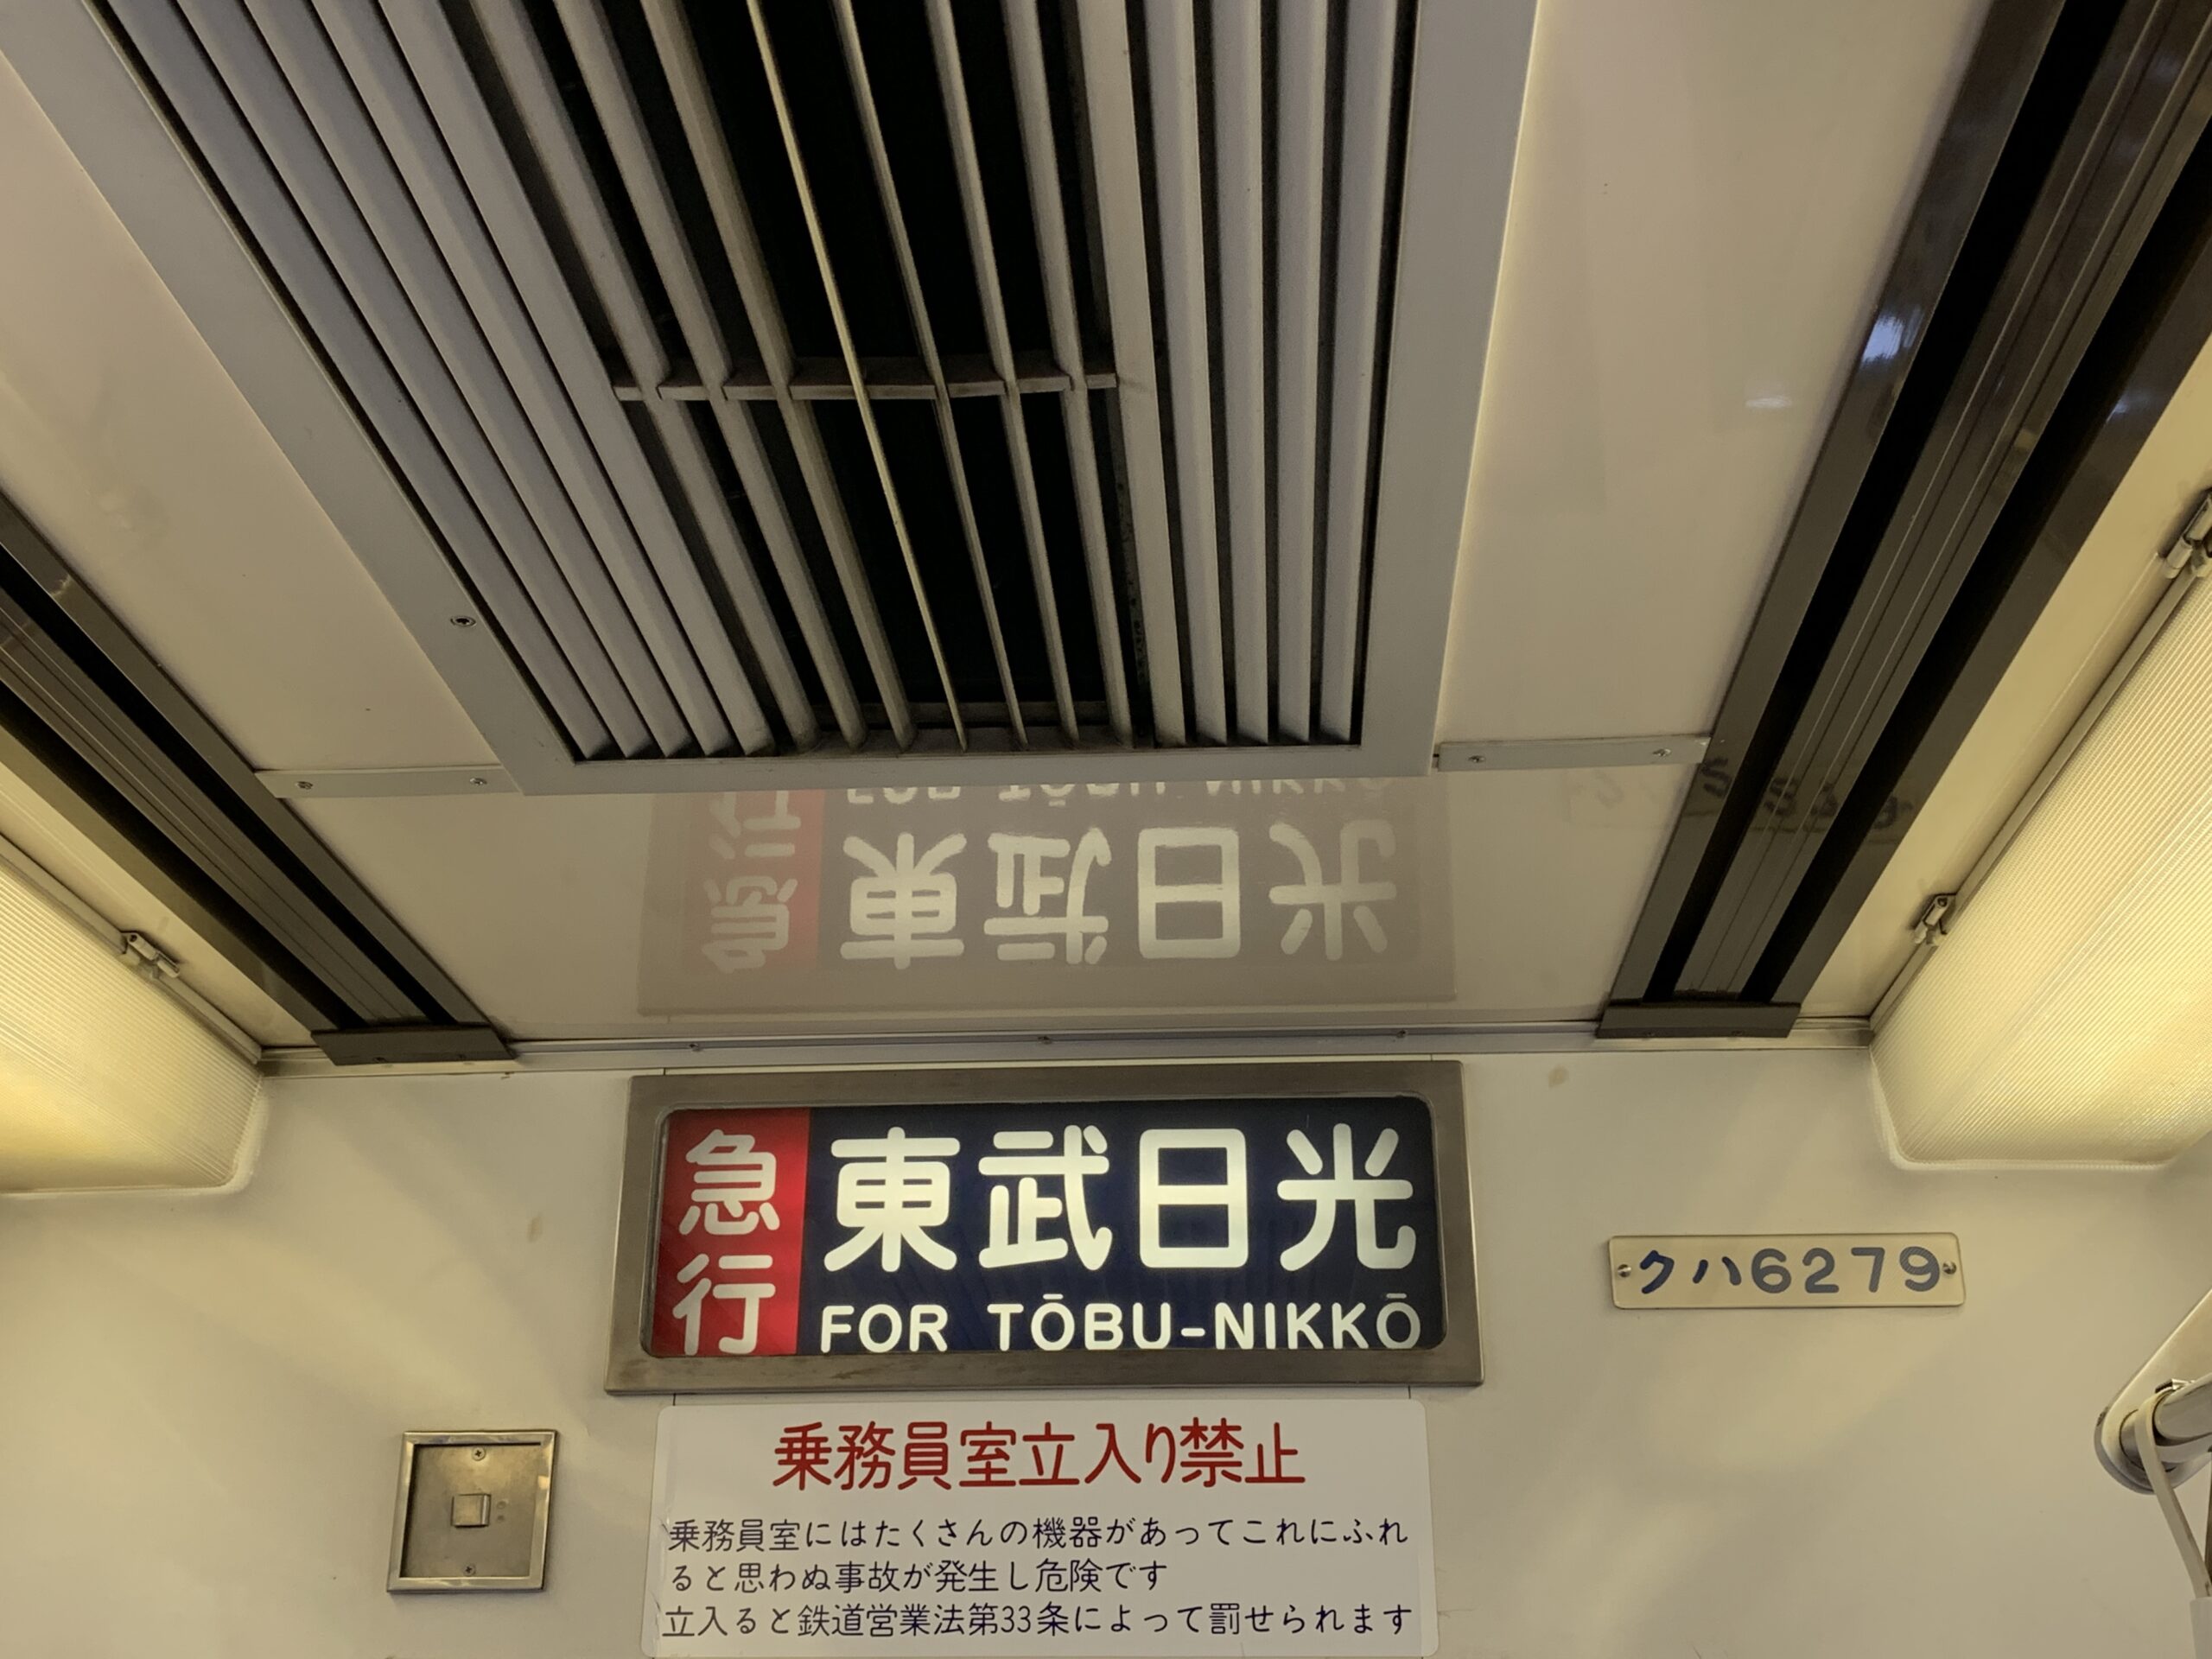 急行
東武日光
FOR TŌBU-NIKKŌ
クハ6279
乗務員室立入り禁止
乗務員室にはたくさんの機器があってこれにふれ
ると思わぬ事故が発生し危険です
立入ると鉄道営業法第33条によって罰せられます